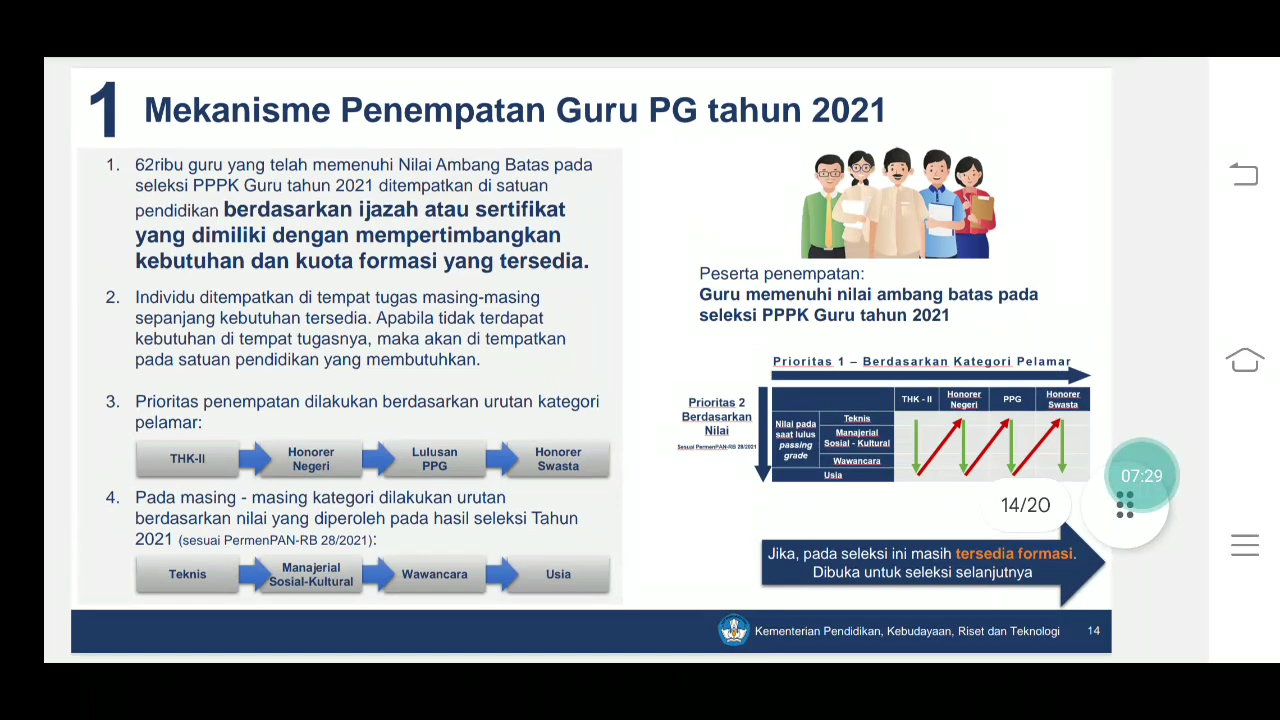 1 Mekanisme Penempatan Guru PG tahun 2021
1. 62ribu guru yang telah memenuhi Nilai Ambang Batas pada
seleksi PPPK Guru tahun 2021 ditempatkan di satuan
pendidikan berdasarkan ijazah atau sertifikat
yang dimiliki dengan mempertimbangkan
kebutuhan dan kuota formasi yang tersedia.
2. Individu ditempatkan di tempat tugas masing-masing
sepanjang kebutuhan tersedia. Apabila tidak terdapat
kebutuhan di tempat tugasnya, maka akan di tempatkan
pada satuan pendidikan yang membutuhkan.
3. Prioritas penempatan dilakukan berdasarkan urutan kategori
pelamar:
THK-II
Honorer
Negeri
Lulusan
PPG
Honorer
Swasta
4. Pada masing - masing kategori dilakukan urutan
berdasarkan nilai yang diperoleh pada hasil seleksi Tahun
2021 (sesuai PermenPAN-RB 28/2021):
Teknis
Manajerial
Sosial-Kultural
Wawancara
Usia
Peserta penempatan:
Guru memenuhi nilai ambang batas pada
seleksi PPPK Guru tahun 2021
Prioritas 1 – Berdasarkan Kategori Pelamar
Prioritas 2
Berdasarkan
Nilai
Sesuai PermenPAN-RB 28/2021
THK - II
Honorer
Negeri
PPG
Honorer
Swasta
Nilai pada
saat lulus
passing
grade
Teknis
Manajerial
Sosial - Kultural
Wawancara
Usia
07:29
14/20
Jika, pada seleksi ini masih tersedia formasi.
Dibuka untuk seleksi selanjutnya
Kementerian Pendidikan, Kebudayaan, Riset dan Teknologi 14